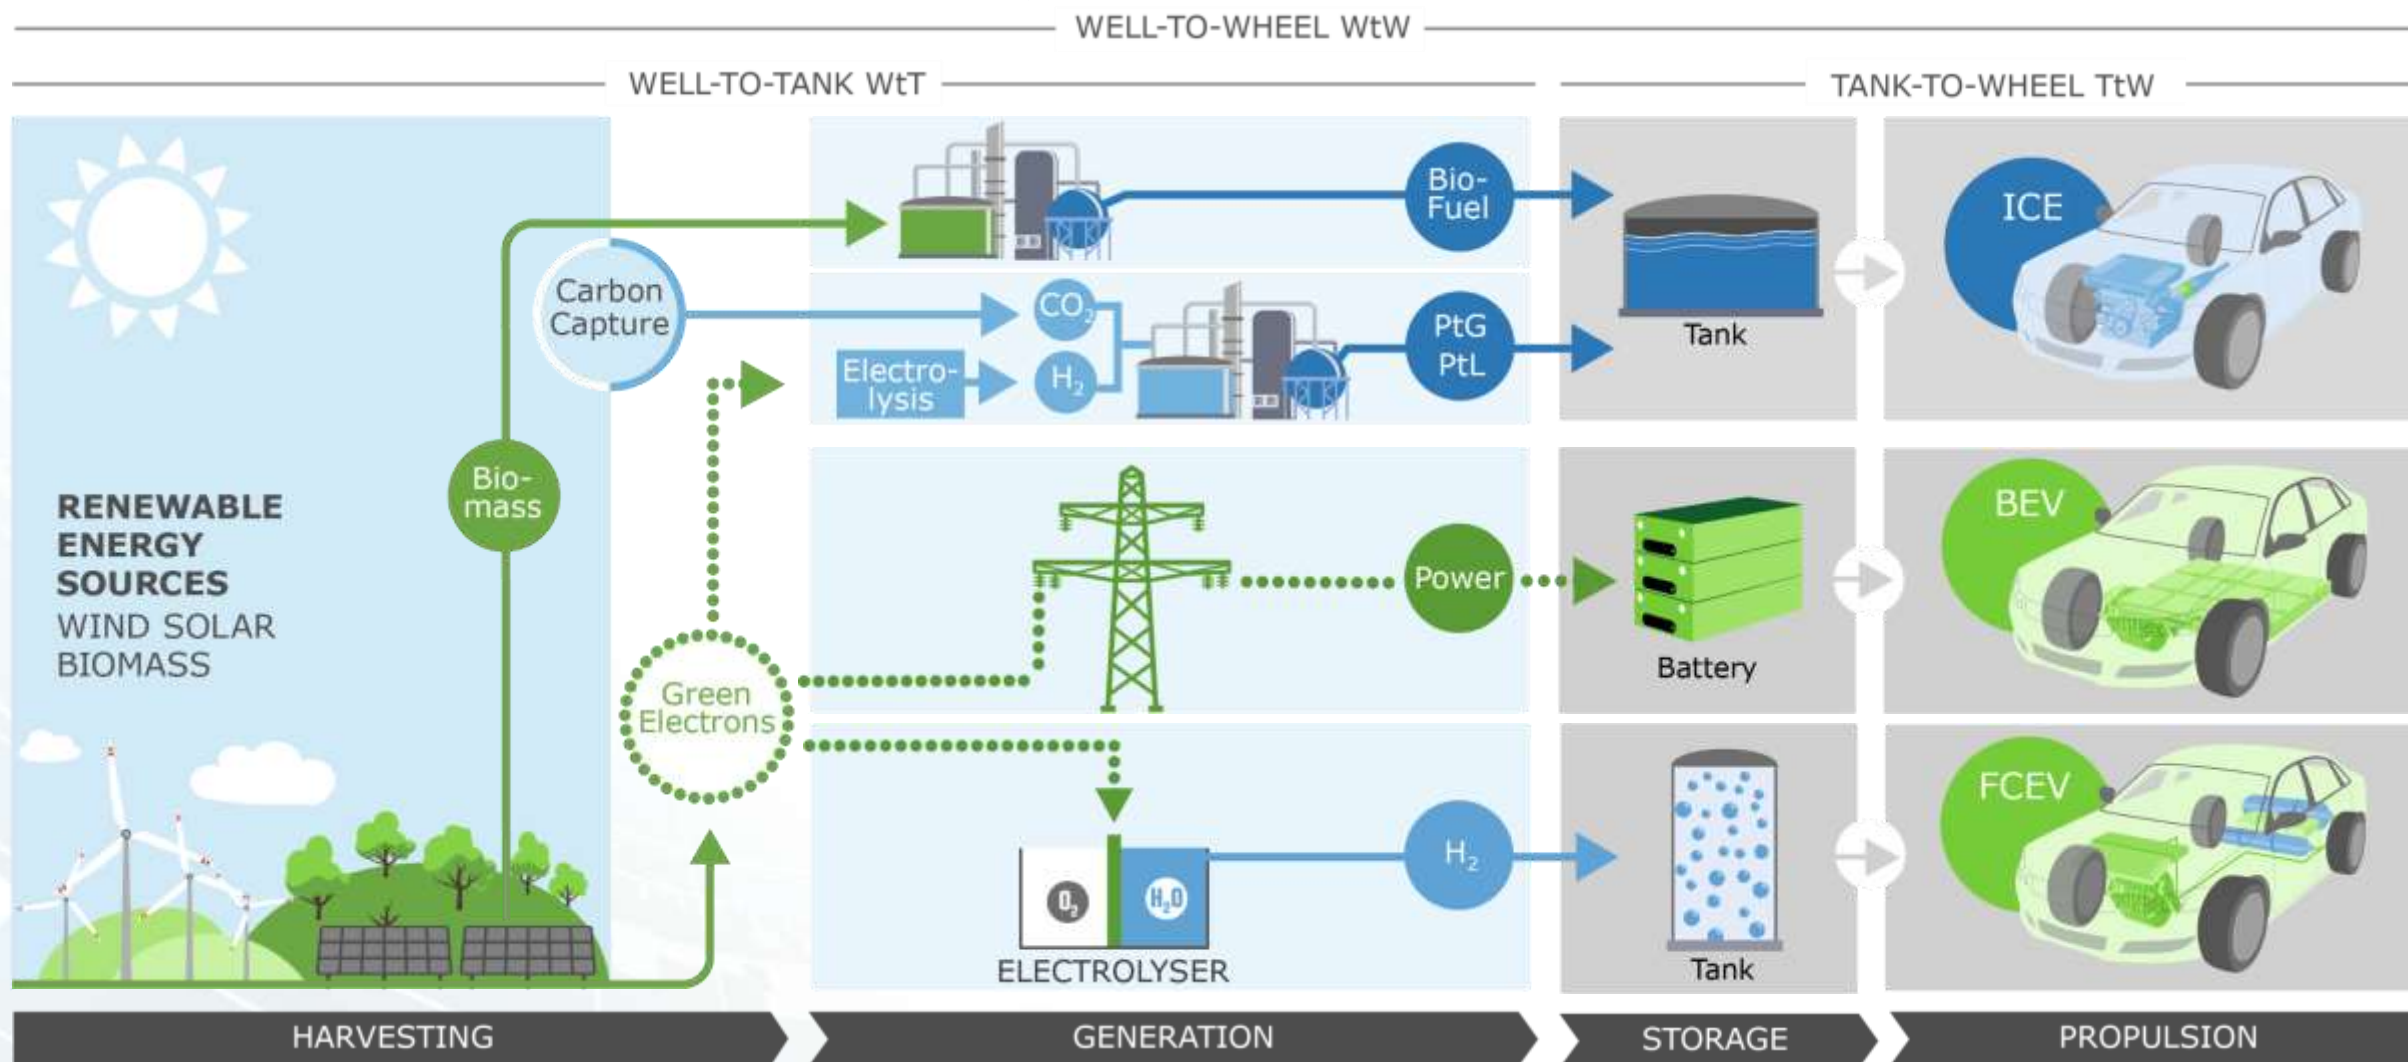 WELL-TO-WHEEL WtW
WELL-TO-TANK WtT
TANK-TO-WHEEL TtW
RENEWABLE
ENERGY
SOURCES
WIND SOLAR
BIOMASS
Bio-
mass
Carbon
Capture
Green
Electrons
Bio-
Fuel
CO₂
Electro-
lysis
H₂
PtG
PtL
Power
O₂
H₂O
ELECTROLYSER
H₂
Tank
Battery
Tank
ICE
BEV
FCEV
HARVESTING
GENERATION
STORAGE
PROPULSION